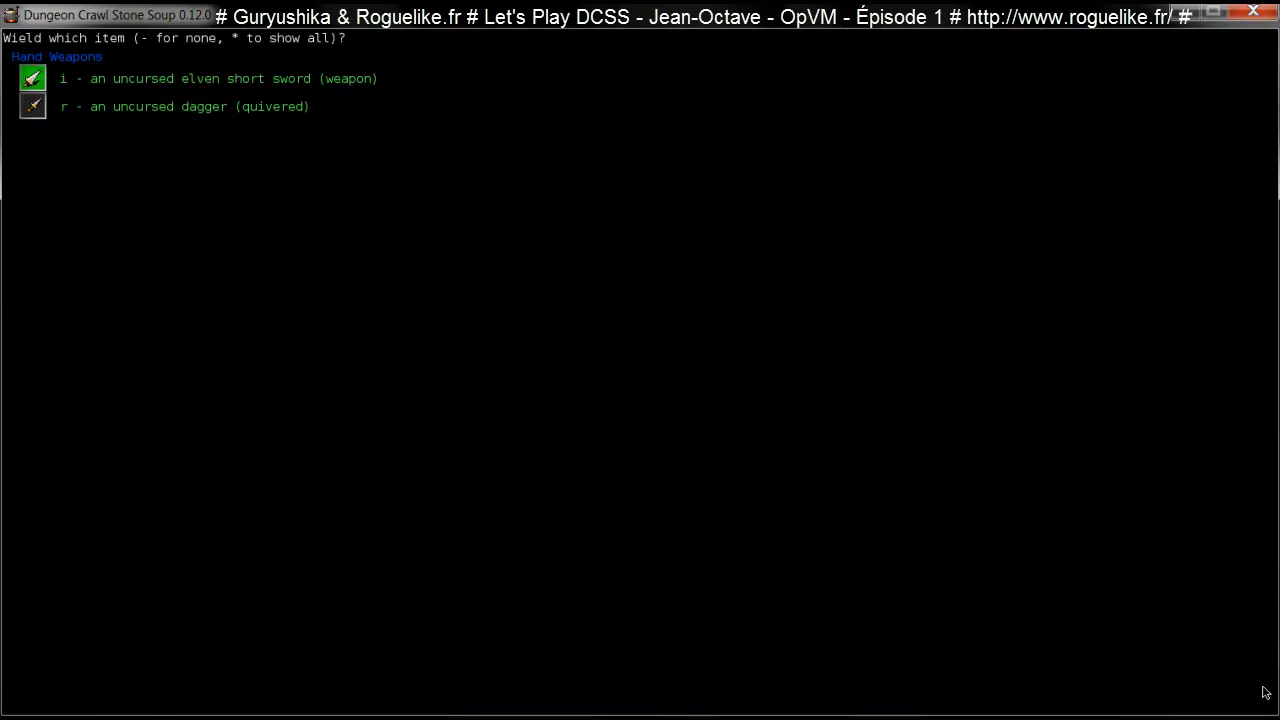 Dungeon Crawl Stone Soup 0.12.0 # Guryushika & Roguelike.fr # Let's Play DCSS - Jean-Octave - OpVM - Épisode 1 # http://www.roguelike.fr/ #
Wield which item (- for none, * to show all)?
Hand Weapons
i - an uncursed elven short sword (weapon)
r - an uncursed dagger (quivered)